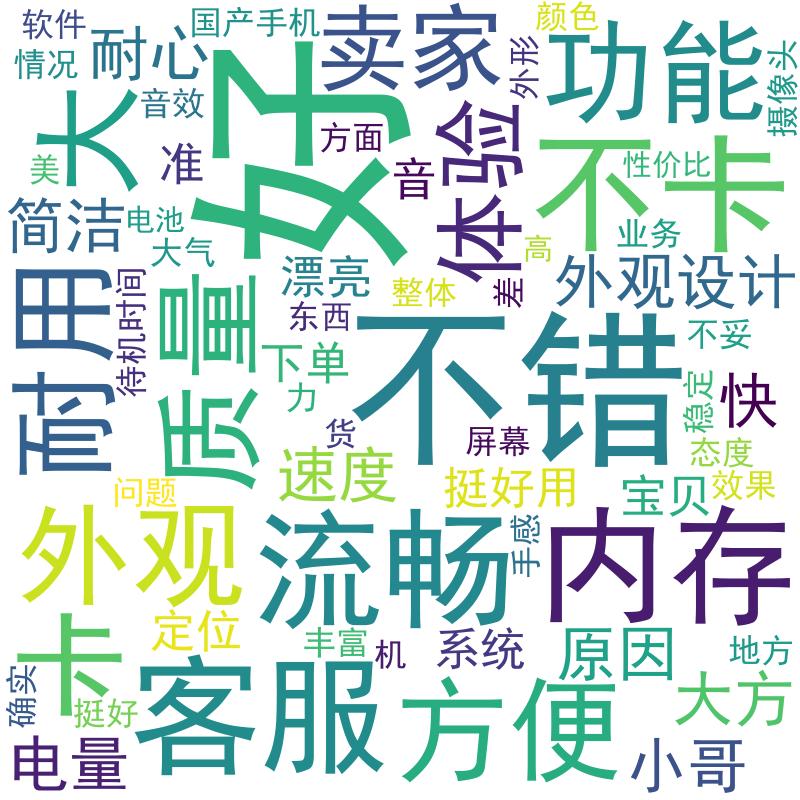 软件
国产手机
卖家
颜色
情况
耐心
好
功能
外形
摄像头
大
音效
方面
体验
美
准
音
不卡
性价比
简洁
电池
大气
漂亮
高
业务
耐用
待机时间
质量
东西
整体
差
外观设计
不错
不妥
下单
力
稳定
快
货
屏幕
态度
问题
速度
挺好用
宝贝
效果
外观
流畅
手感
内存
卡
定位
丰富
机
系统
原因
地方
确实
挺好
客服
方便
大方
电量
小哥